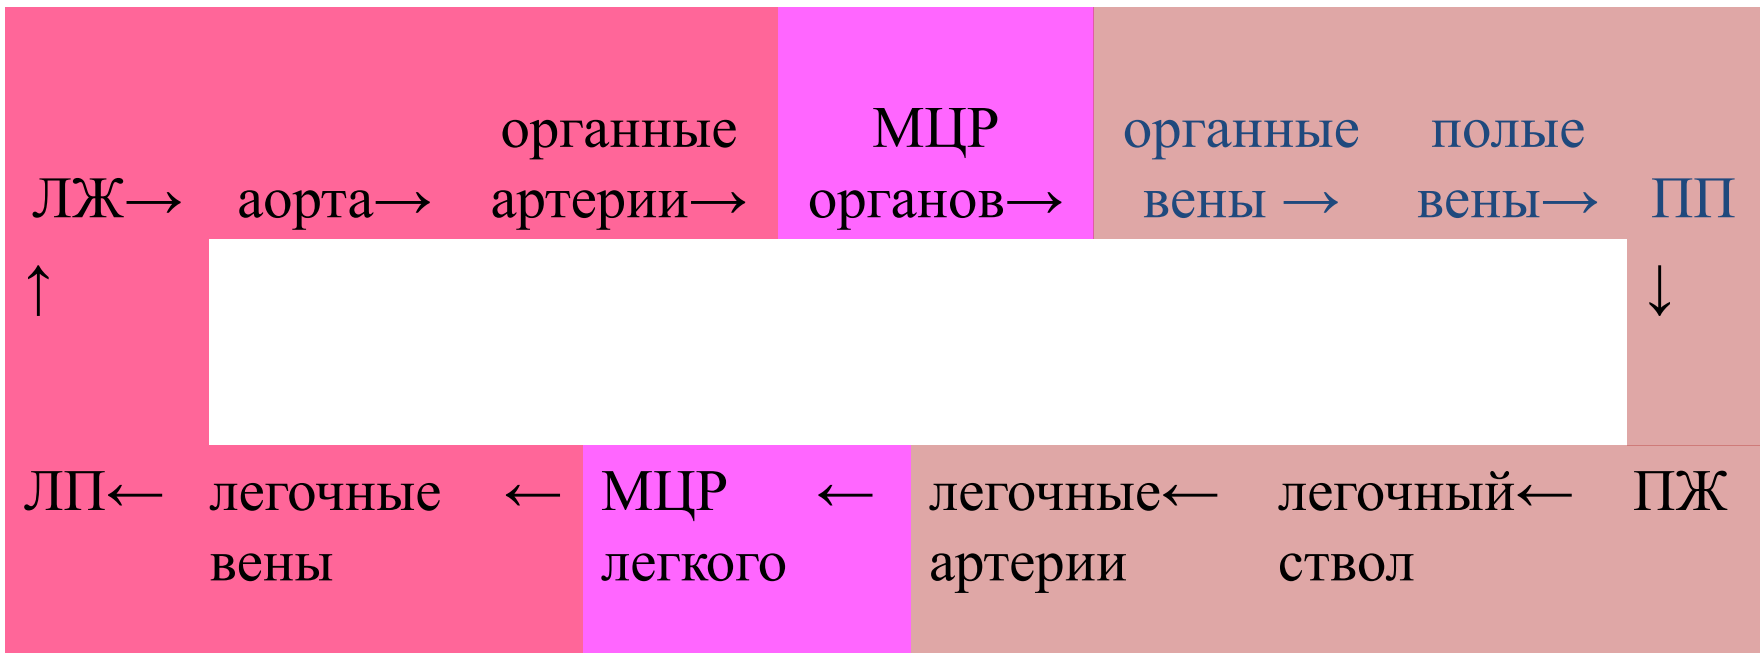 органные МЦР органные полые
ЛЖ→ аорта→ артерии→ органов→ вены → вены→ ПП
↑ ↓
ЛП← легочные ← МЦР ← легочные← легочный← ПЖ
вены легкого артерии ствол